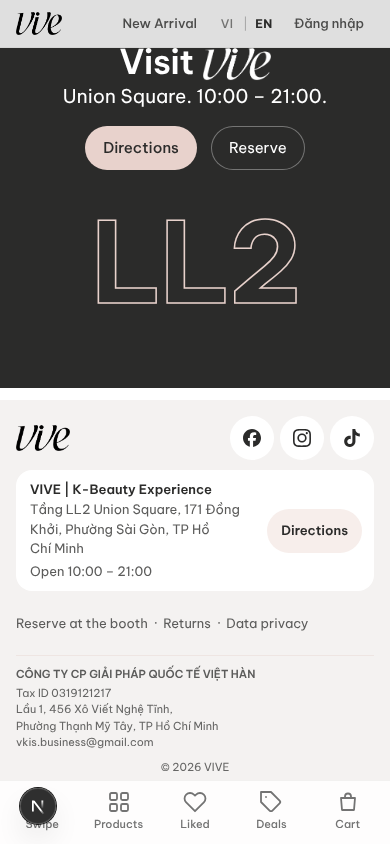 Vive
New Arrival VI EN Đăng nhập
Visit Vive
Union Square. 10:00 – 21:00.
Directions Reserve
LL2
Vive
VIVE | K-Beauty Experience
Tầng LL2 Union Square, 171 Đồng
Khởi, Phường Sài Gòn, TP Hồ
Chí Minh
Open 10:00 – 21:00
Directions
Reserve at the booth · Returns · Data privacy
CÔNG TY CP GIẢI PHÁP QUỐC TẾ VIỆT HÀN
Tax ID 0319121217
Lầu 1, 456 Xô Viết Nghệ Tĩnh,
Phường Thạnh Mỹ Tây, TP Hồ Chí Minh
vkis.business@gmail.com
© 2026 VIVE
N
Swipe Products Liked Deals Cart